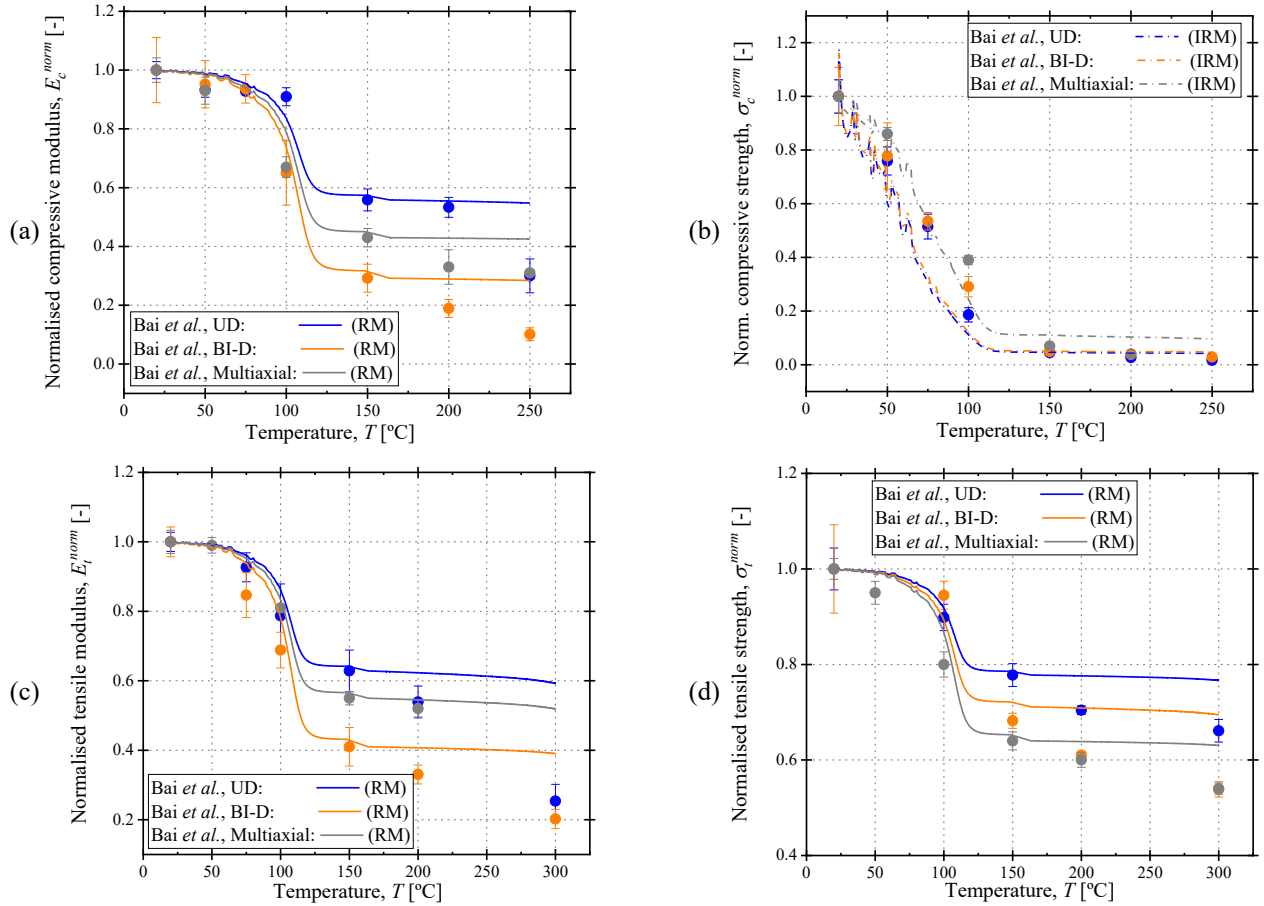 (a)
Normalised compressive modulus, E_c^norm [-]
1.2
1.0
0.8
0.6
0.4
0.2
0.0
Bai et al., UD: (RM)
Bai et al., BI-D: (RM)
Bai et al., Multiaxial: (RM)
0 50 100 150 200 250
Temperature, T [ºC]
(b)
Norm. compressive strength, σ_c^norm [-]
1.2
1.0
0.8
0.6
0.4
0.2
0.0
Bai et al., UD: (IRM)
Bai et al., BI-D: (IRM)
Bai et al., Multiaxial: (IRM)
0 50 100 150 200 250
Temperature, T [ºC]
(c)
Normalised tensile modulus, E_t^norm [-]
1.2
1.0
0.8
0.6
0.4
0.2
Bai et al., UD: (RM)
Bai et al., BI-D: (RM)
Bai et al., Multiaxial: (RM)
0 50 100 150 200 250 300
Temperature, T [ºC]
(d)
Normalised tensile strength, σ_t^norm [-]
1.2
1.0
0.8
0.6
0.4
Bai et al., UD: (RM)
Bai et al., BI-D: (RM)
Bai et al., Multiaxial: (RM)
0 50 100 150 200 250 300
Temperature, T [ºC]